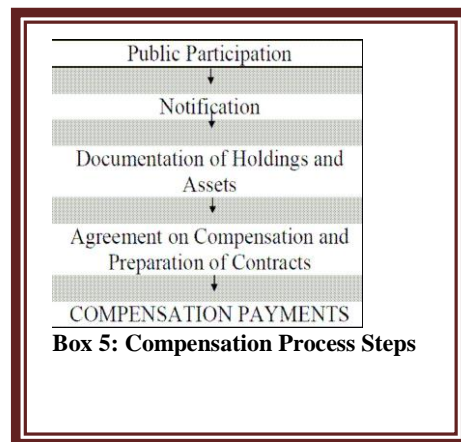 Public Participation
Notification
Documentation of Holdings and
Assets
Agreement on Compensation and
Preparation of Contracts
COMPENSATION PAYMENTS
Box 5: Compensation Process Steps